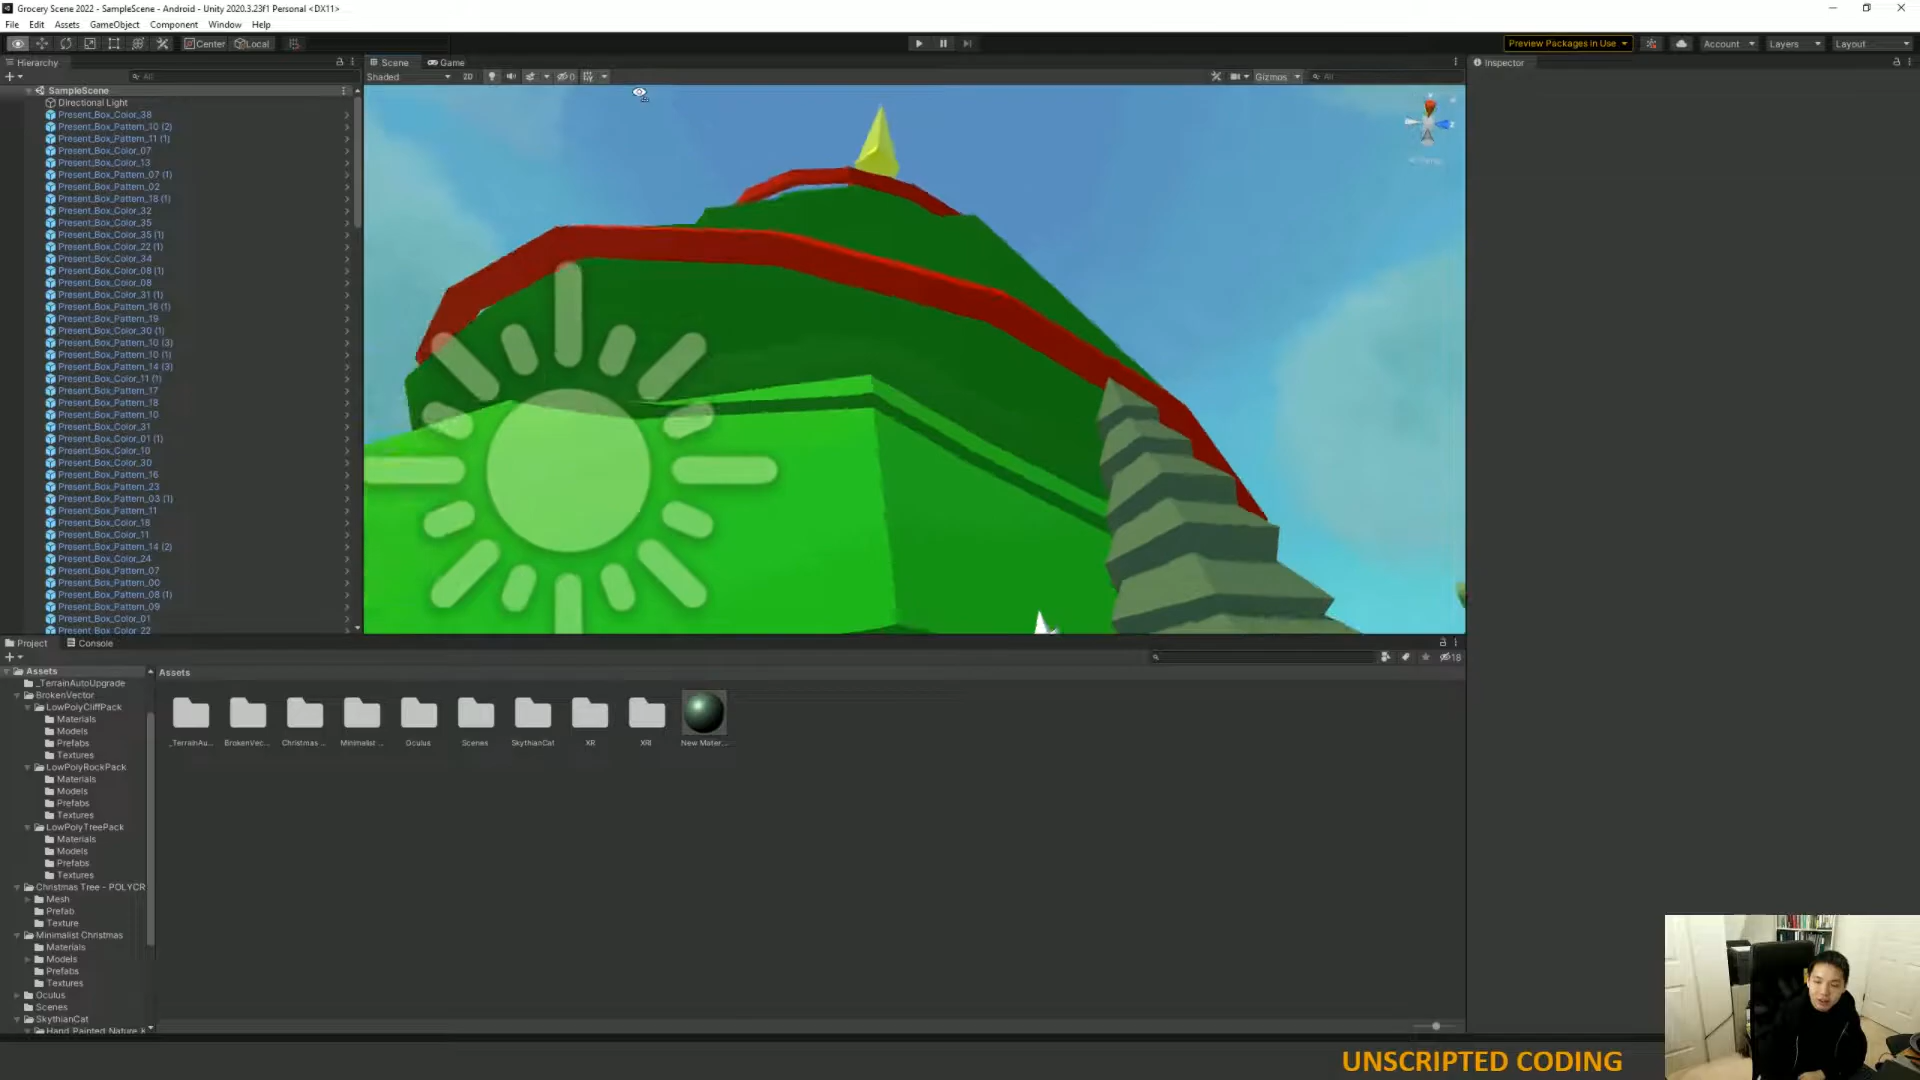 Grocery Scene 2022 - SampleScene - Android - Unity 2020.3.23f1 Personal <DX11>
File Edit Assets GameObject Component Window Help
Center Local
Preview Packages in Use
Account Layers Layout
Hierarchy
All
SampleScene
Directional Light
Present_Box_Color_38
Present_Box_Pattern_10 (2)
Present_Box_Pattern_11 (1)
Present_Box_Color_07
Present_Box_Color_13
Present_Box_Pattern_07 (1)
Present_Box_Pattern_02
Present_Box_Pattern_18 (1)
Present_Box_Color_32
Present_Box_Color_35
Present_Box_Color_35 (1)
Present_Box_Color_22 (1)
Present_Box_Color_34
Present_Box_Color_08 (1)
Present_Box_Color_08
Present_Box_Color_31 (1)
Present_Box_Pattern_16 (1)
Present_Box_Pattern_19
Present_Box_Color_30 (1)
Present_Box_Pattern_10 (3)
Present_Box_Pattern_10 (1)
Present_Box_Pattern_14 (3)
Present_Box_Color_11 (1)
Present_Box_Pattern_17
Present_Box_Pattern_18
Present_Box_Pattern_10
Present_Box_Color_31
Present_Box_Color_01 (1)
Present_Box_Color_10
Present_Box_Color_30
Present_Box_Pattern_16
Present_Box_Pattern_23
Present_Box_Pattern_03 (1)
Present_Box_Pattern_11
Present_Box_Color_18
Present_Box_Color_11
Present_Box_Pattern_14 (2)
Present_Box_Color_24
Present_Box_Pattern_07
Present_Box_Pattern_00
Present_Box_Pattern_08 (1)
Present_Box_Pattern_09
Present_Box_Color_01
Present_Box_Color_22
Scene Game
Shaded 2D 0 Gizmos All
Inspector
Project Console
18
Assets
_TerrainAutoUpgrade
BrokenVector
LowPolyCliffPack
Materials
Models
Prefabs
Textures
LowPolyRockPack
Materials
Models
Prefabs
Textures
LowPolyTreePack
Materials
Models
Prefabs
Textures
Christmas Tree - POLYCR
Mesh
Prefab
Texture
Minimalist Christmas
Materials
Models
Prefabs
Textures
Oculus
Scenes
SkythianCat
Hand_Painted_Nature_K
Assets
_TerrainAu... BrokenVec... Christmas ... Minimalist ... Oculus Scenes SkythianCat XR XRI New Mater...
UNSCRIPTED CODING